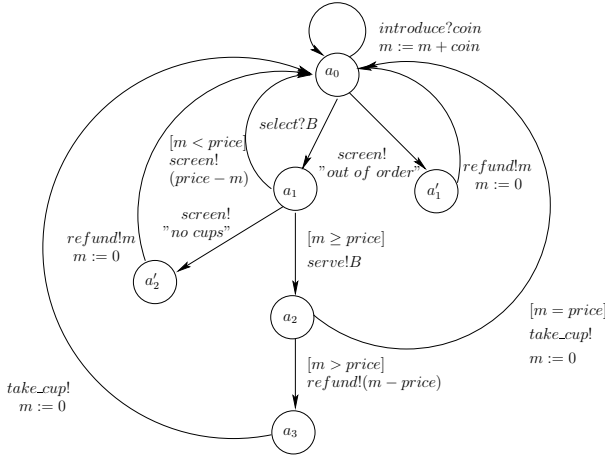 introduce?coin
m := m + coin
a₀
select?B
[m < price]
screen!
(price − m)
screen!
"out of order"
refund!m
m := 0
a₁
a′₁
screen!
"no cups"
refund!m
m := 0
[m ≥ price]
serve!B
a′₂
a₂
[m = price]
take_cup!
m := 0
[m > price]
refund!(m − price)
take_cup!
m := 0
a₃